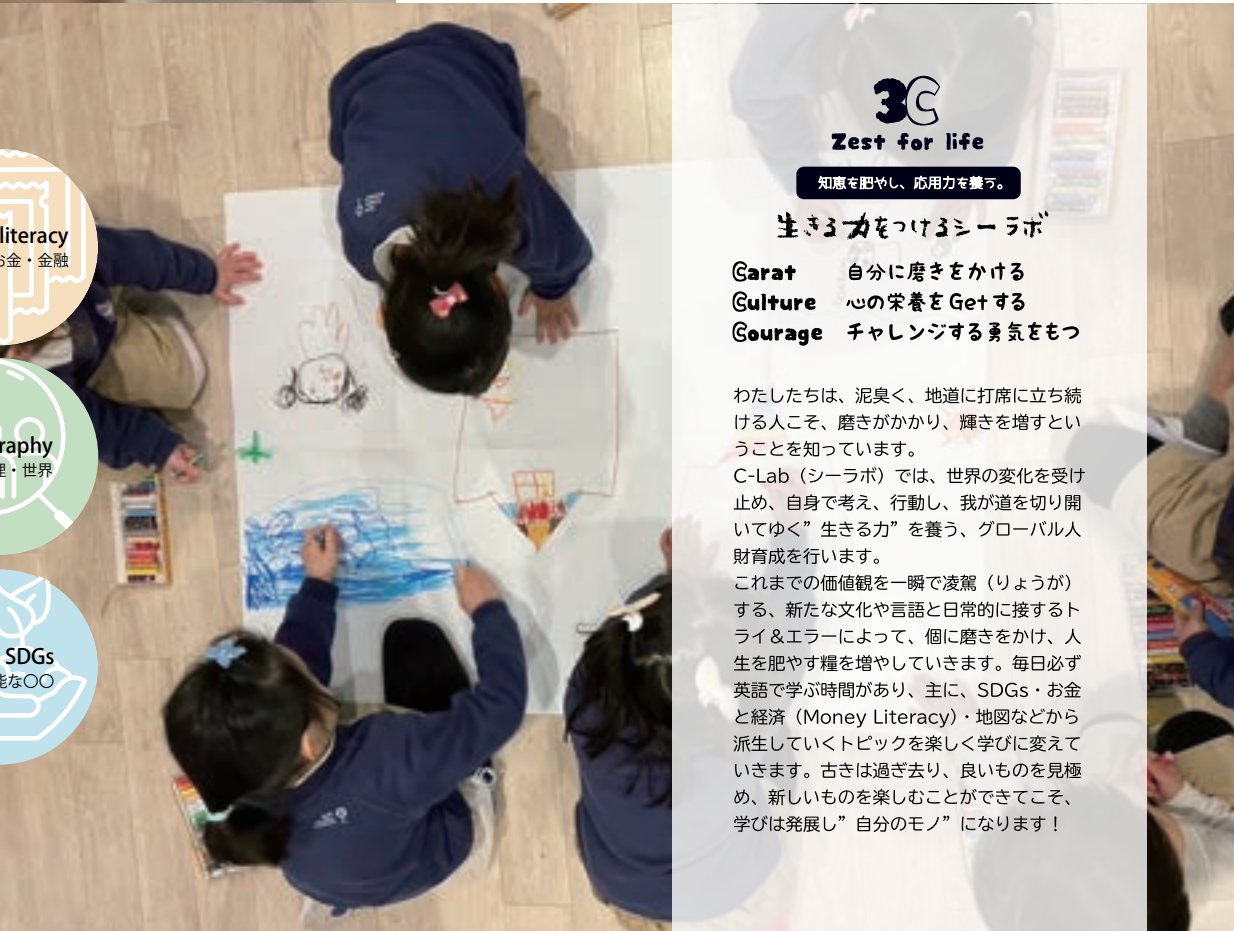 literacy
お金・金融
raphy
理・世界
SDGs
能な〇〇
3C
Zest for life
知恵を肥やし、応用力を養う。
生きる力をつけるシーラボ
Carat 自分に磨きをかける
Culture 心の栄養を Get する
Courage チャレンジする勇気をもつ
わたしたちは、泥臭く、地道に打席に立ち続
ける人こそ、磨きがかかり、輝きを増すとい
うことを知っています。
C-Lab（シーラボ）では、世界の変化を受け
止め、自身で考え、行動し、我が道を切り開
いてゆく”生きる力”を養う、グローバル人
財育成を行います。
これまでの価値観を一瞬で凌駕（りょうが）
する、新たな文化や言語と日常的に接するト
ライ＆エラーによって、個に磨きをかけ、人
生を肥やす糧を増やしていきます。毎日必ず
英語で学ぶ時間があり、主に、SDGs・お金
と経済（Money Literacy）・地図などから
派生していくトピックを楽しく学びに変えて
いきます。古きは過ぎ去り、良いものを見極
め、新しいものを楽しむことができてこそ、
学びは発展し”自分のモノ”になります！